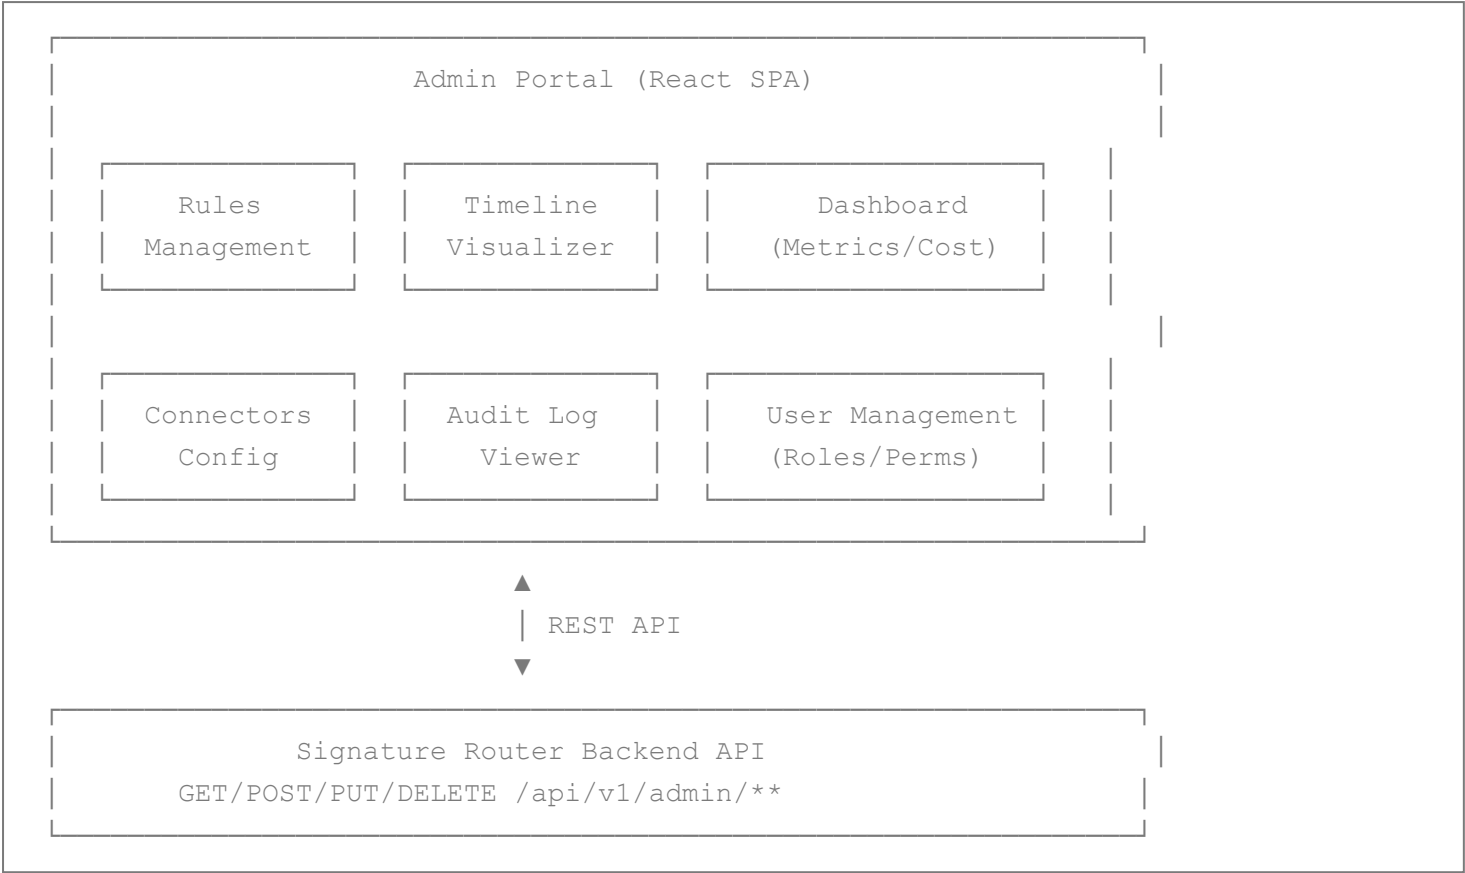 Admin Portal (React SPA)
Rules Timeline Dashboard
Management Visualizer (Metrics/Cost)
Connectors Audit Log User Management
Config Viewer (Roles/Perms)
▲
│ REST API
▼
Signature Router Backend API
GET/POST/PUT/DELETE /api/v1/admin/**